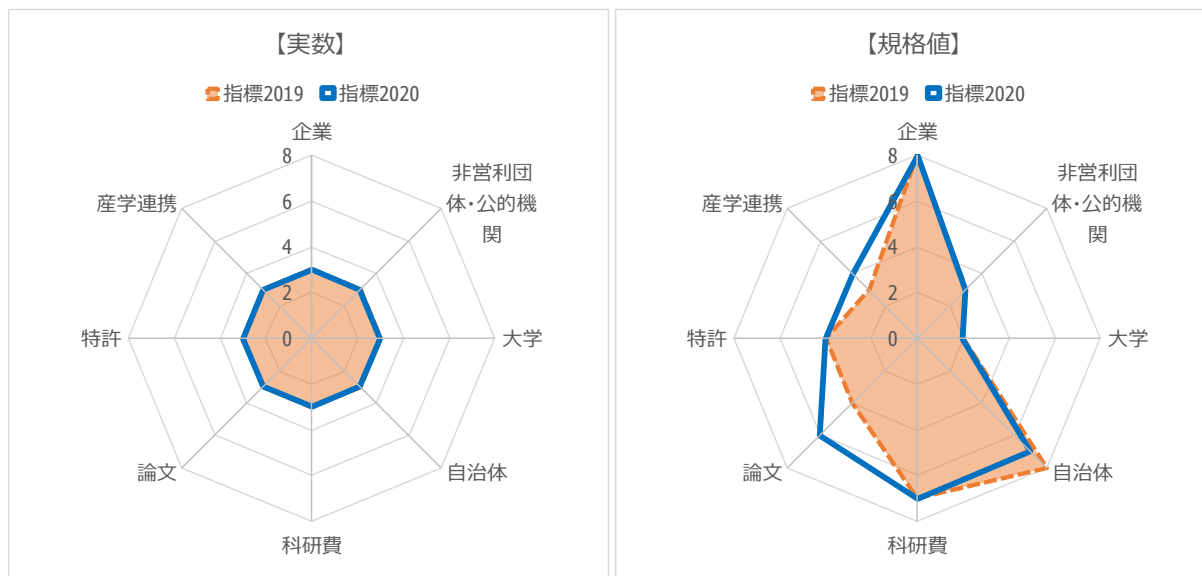 【実数】
指標2019 指標2020
企業
非営利団
体・公的機
関
大学
自治体
科研費
論文
特許
産学連携
8
6
4
2
0
【規格値】
指標2019 指標2020
企業
非営利団
体・公的機
関
大学
自治体
科研費
論文
特許
産学連携
8
6
4
2
0